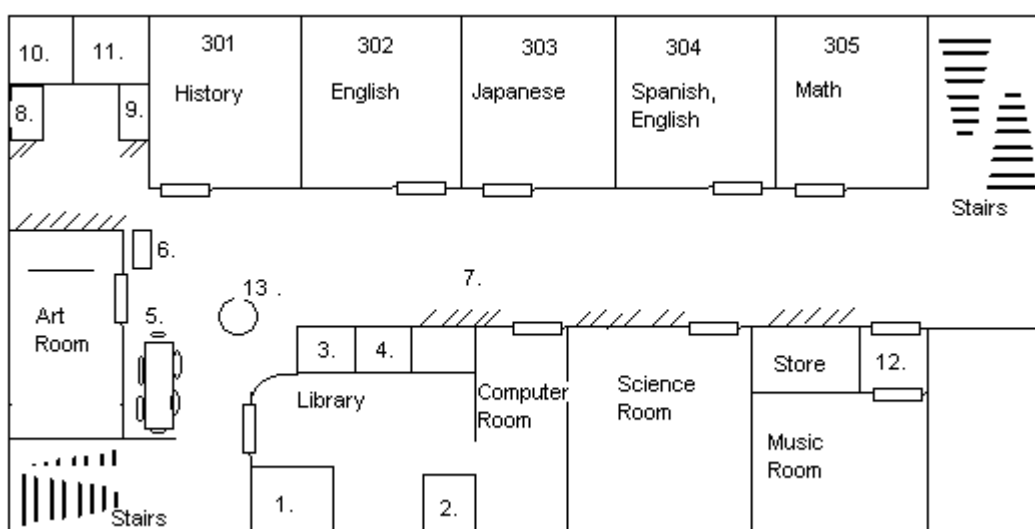 10.
11.
301
302
303
304
305
History
English
Japanese
Spanish,
English
Math
8.
9.
Stairs
6.
7.
13 .
5.
Art
Room
3.
4.
Library
Computer
Room
Science
Room
Store
12.
Music
Room
1.
2.
Stairs